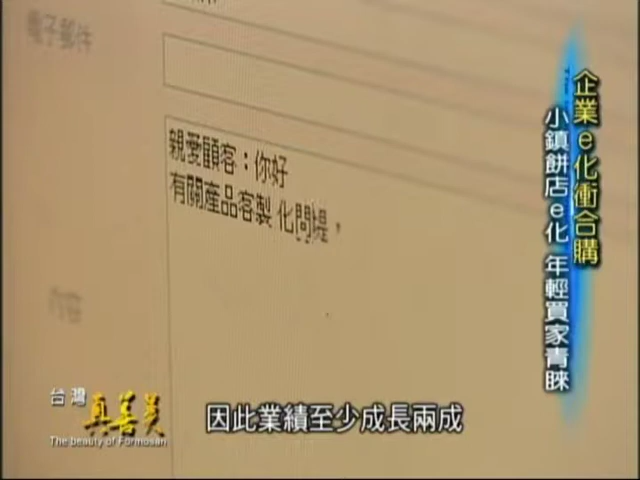 電子郵件
親愛顧客：你好
有關產品客製 化問堤，
內容
企業e化衝合購
小鎮餅店e化 年輕買家青睞
因此業績至少成長兩成
台灣真善美
The beauty of Formosan